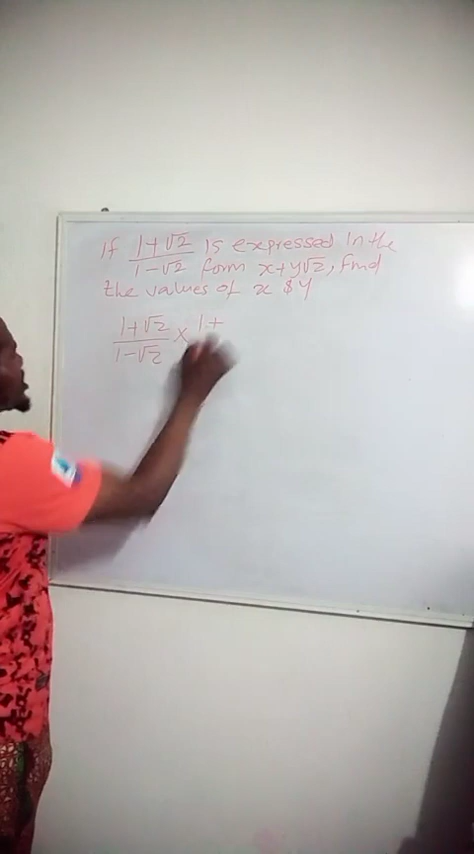 If 1+√2 / 1-√2 is expressed in the
form x+y√2, find
the values of x & y
1+√2 / 1-√2 × 1+